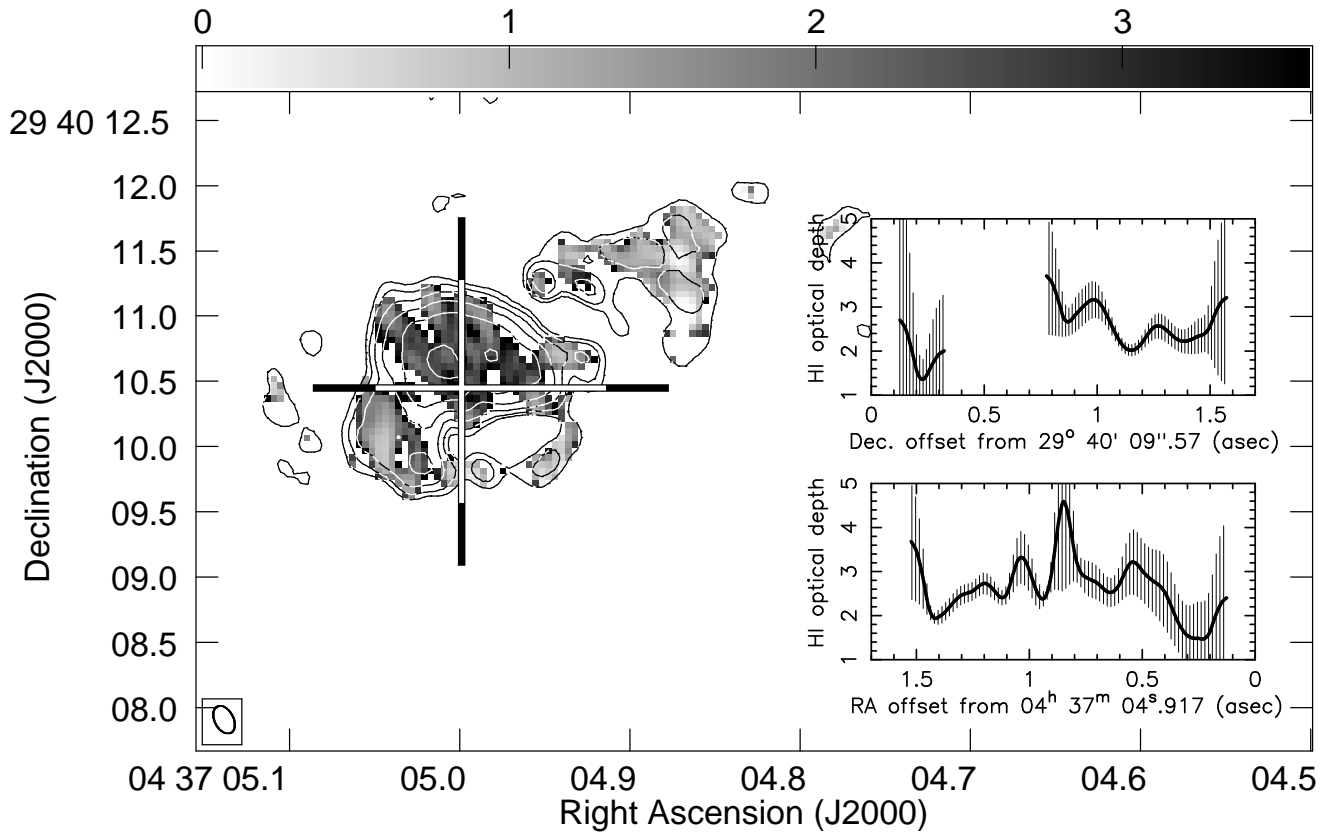 0 1 2 3
29 40 12.5
12.0
11.5
11.0
10.5
10.0
09.5
09.0
08.5
08.0
Declination (J2000)
04 37 05.1 05.0 04.9 04.8 04.7 04.6 04.5
Right Ascension (J2000)
HI optical depth
5
4
3
2
1
0 0.5 1 1.5
Dec. offset from 29° 40' 09".57 (asec)
HI optical depth
5
4
3
2
1
1.5 1 0.5 0
RA offset from 04ʰ 37ᵐ 04ˢ.917 (asec)